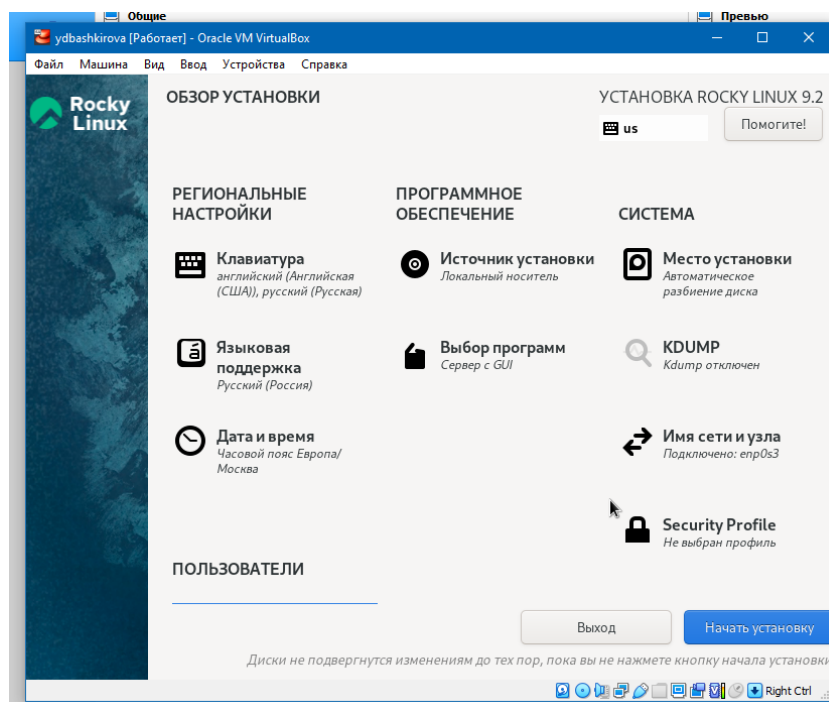 Общие
Превью
ydbashkirova [Работает] - Oracle VM VirtualBox
Файл Машина Вид Ввод Устройства Справка
Rocky
Linux
ОБЗОР УСТАНОВКИ
УСТАНОВКА ROCKY LINUX 9.2
us
Помогите!
РЕГИОНАЛЬНЫЕ
НАСТРОЙКИ
Клавиатура
английский (Английская
(США)), русский (Русская)
Языковая
поддержка
Русский (Россия)
Дата и время
Часовой пояс Европа/
Москва
ПРОГРАММНОЕ
ОБЕСПЕЧЕНИЕ
Источник установки
Локальный носитель
Выбор программ
Сервер с GUI
СИСТЕМА
Место установки
Автоматическое
разбиение диска
KDUMP
Kdump отключен
Имя сети и узла
Подключено: enp0s3
Security Profile
Не выбран профиль
ПОЛЬЗОВАТЕЛИ
Выход
Начать установку
Диски не подвергнутся изменениям до тех пор, пока вы не нажмете кнопку начала установки
Right Ctrl